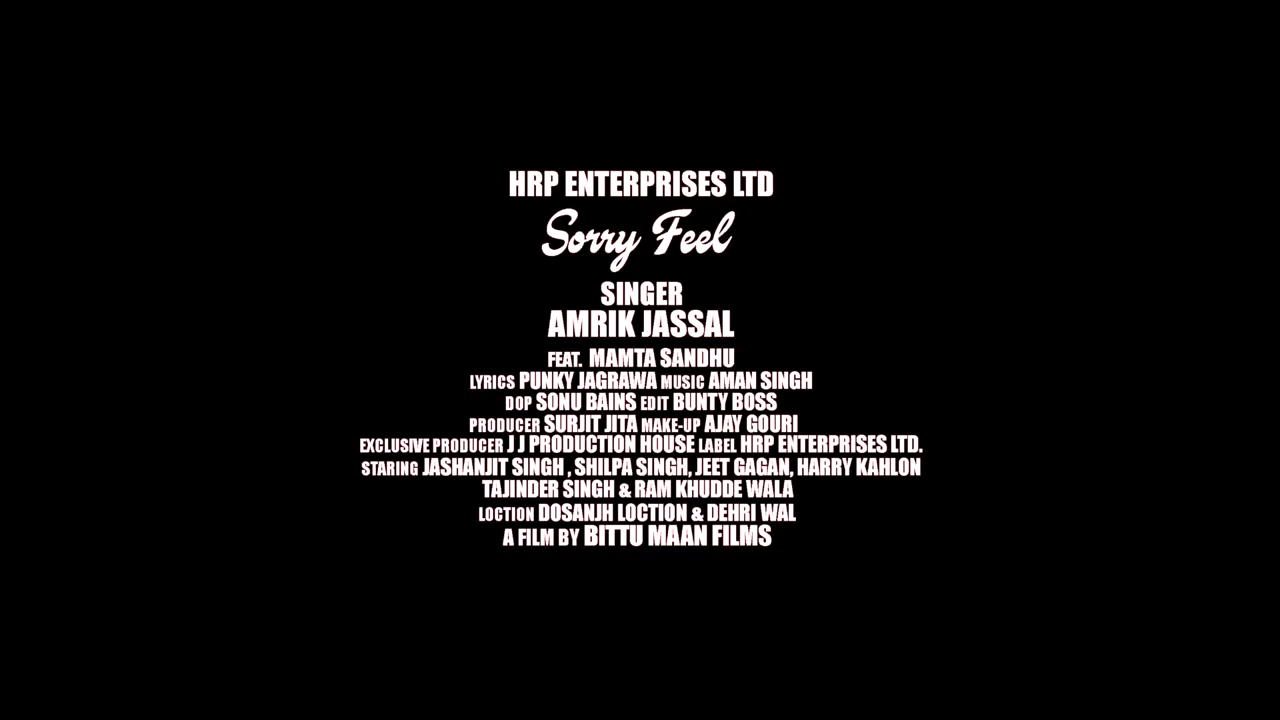 HRP ENTERPRISES LTD
Sorry Feel
SINGER
AMRIK JASSAL
FEAT. MAMTA SANDHU
LYRICS PUNKY JAGRAWA MUSIC AMAN SINGH
DOP SONU BAINS EDIT BUNTY BOSS
PRODUCER SURJIT JITA MAKE-UP AJAY GOURI
EXCLUSIVE PRODUCER J J PRODUCTION HOUSE LABEL HRP ENTERPRISES LTD.
STARING JASHANJIT SINGH , SHILPA SINGH, JEET GAGAN, HARRY KAHLON
TAJINDER SINGH & RAM KHUDDE WALA
LOCTION DOSANJH LOCTION & DEHRI WAL
A FILM BY BITTU MAAN FILMS